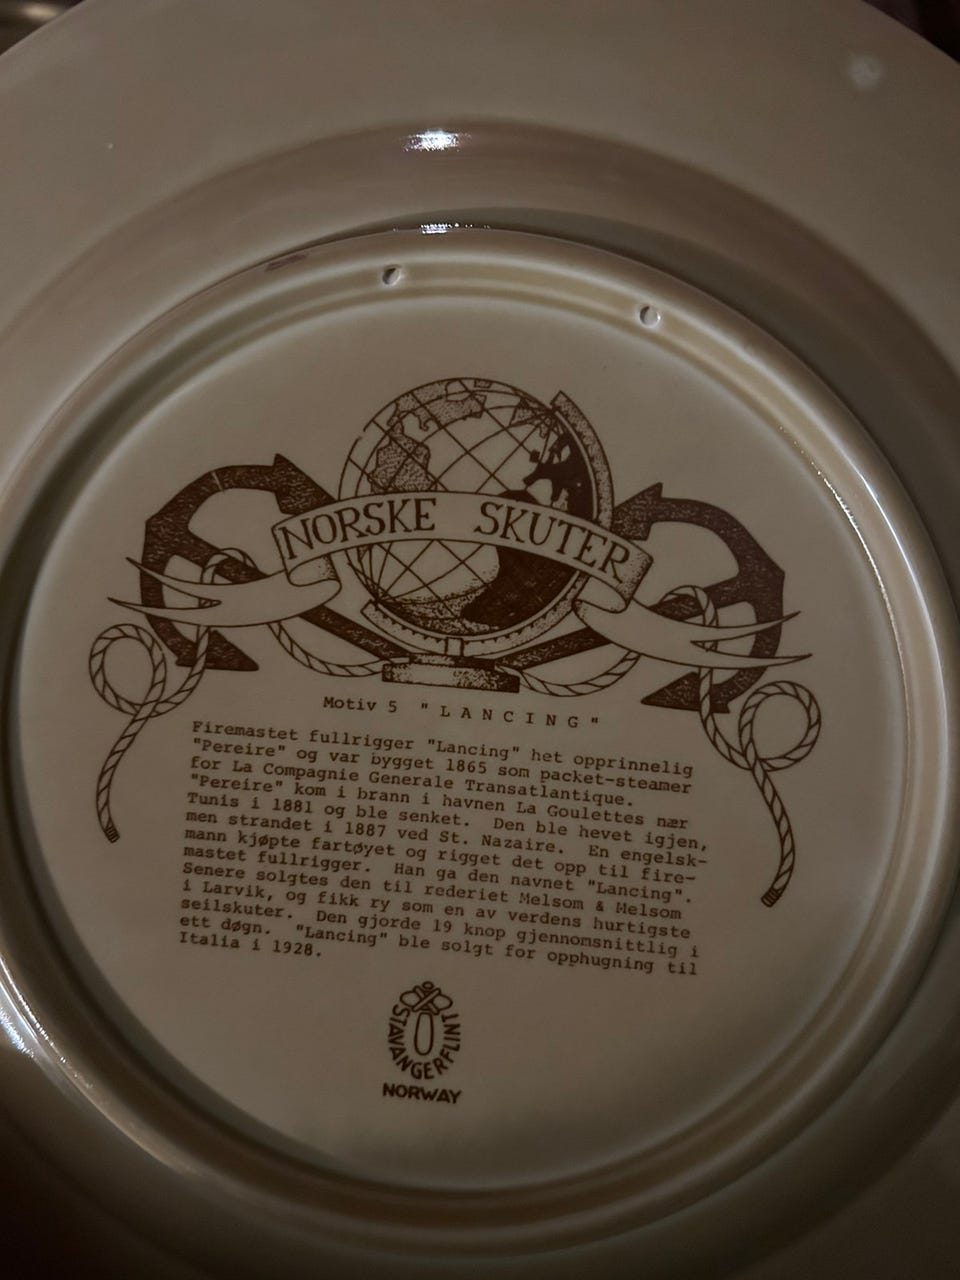 NORSKE SKUTER
Motiv 5 "LANCING"
Firemastet fullrigger "Lancing" het opprinnelig
"Pereire" og var bygget 1865 som packet-steamer
for La Compagnie Generale Transatlantique.
"Pereire" kom i brann i havnen La Goulettes nær
Tunis i 1881 og ble senket. Den ble hevet igjen,
men strandet i 1887 ved St. Nazaire. En engelsk-
mann kjøpte fartøyet og rigget det opp til fire-
mastet fullrigger. Han ga den navnet "Lancing".
Senere solgtes den til rederiet Melsom & Melsom
i Larvik, og fikk ry som en av verdens hurtigste
seilskuter. Den gjorde 19 knop gjennomsnittlig i
ett døgn. "Lancing" ble solgt for opphugning til
Italia i 1928.
STAVANGERFLINT
NORWAY